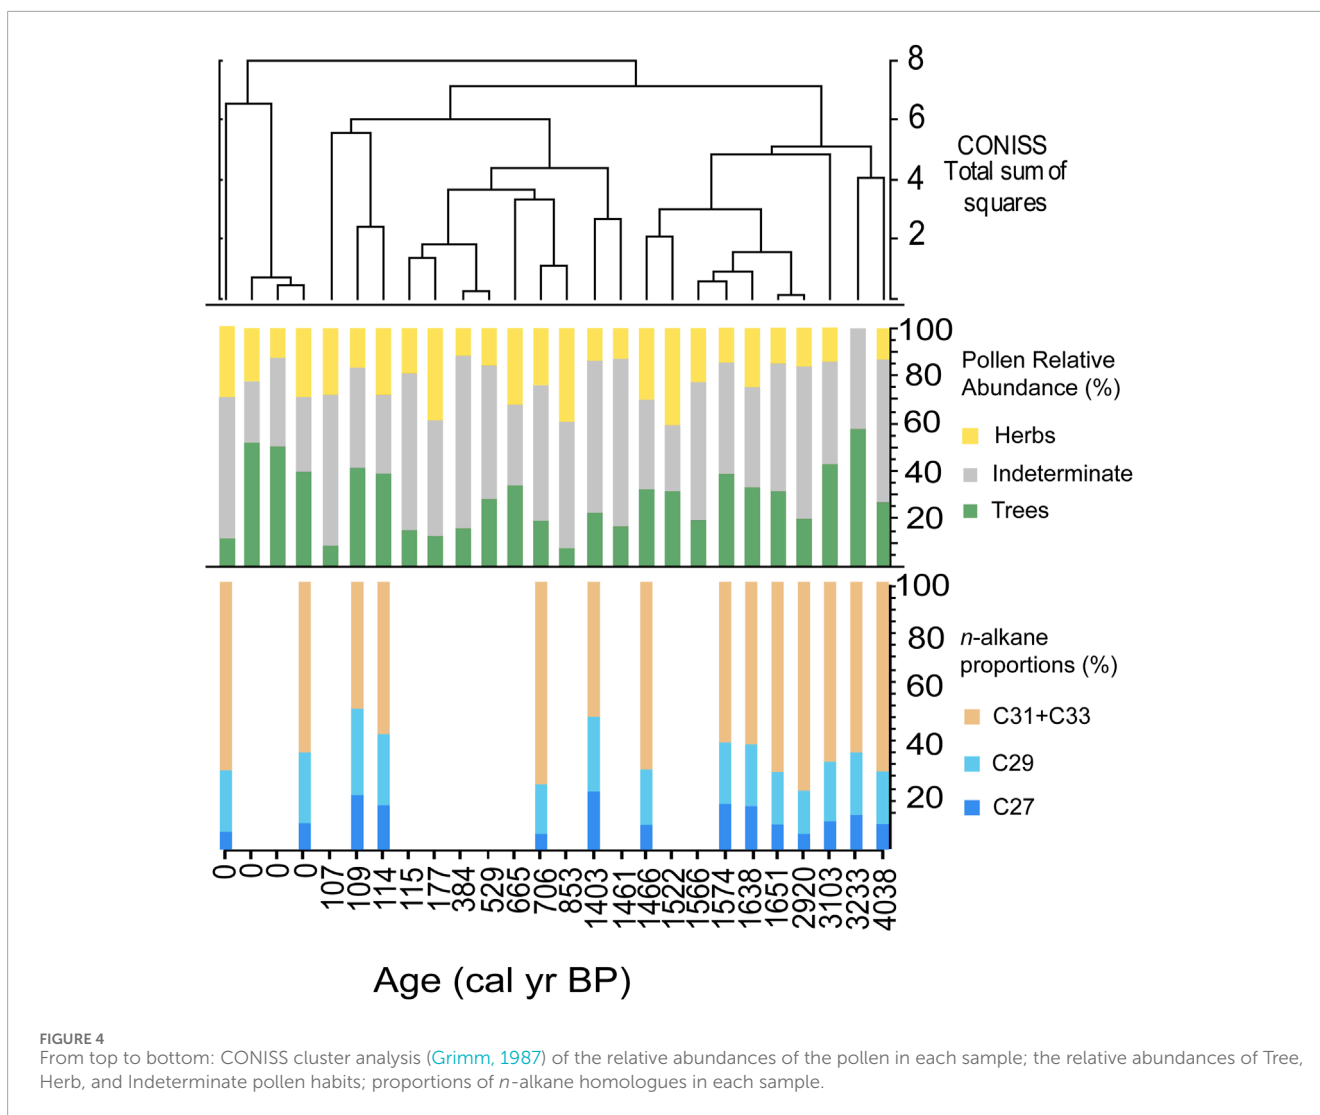 8
6
4
2
CONISS
Total sum of
squares
100
80
60
40
20
Pollen Relative
Abundance (%)
Herbs
Indeterminate
Trees
100
80
60
40
20
n-alkane
proportions (%)
C31+C33
C29
C27
0
0
0
0
107
109
114
115
177
384
529
665
706
853
1403
1461
1466
1522
1566
1574
1638
1651
2920
3103
3233
4038
Age (cal yr BP)
FIGURE 4
From top to bottom: CONISS cluster analysis (Grimm, 1987) of the relative abundances of the pollen in each sample; the relative abundances of Tree,
Herb, and Indeterminate pollen habits; proportions of n-alkane homologues in each sample.